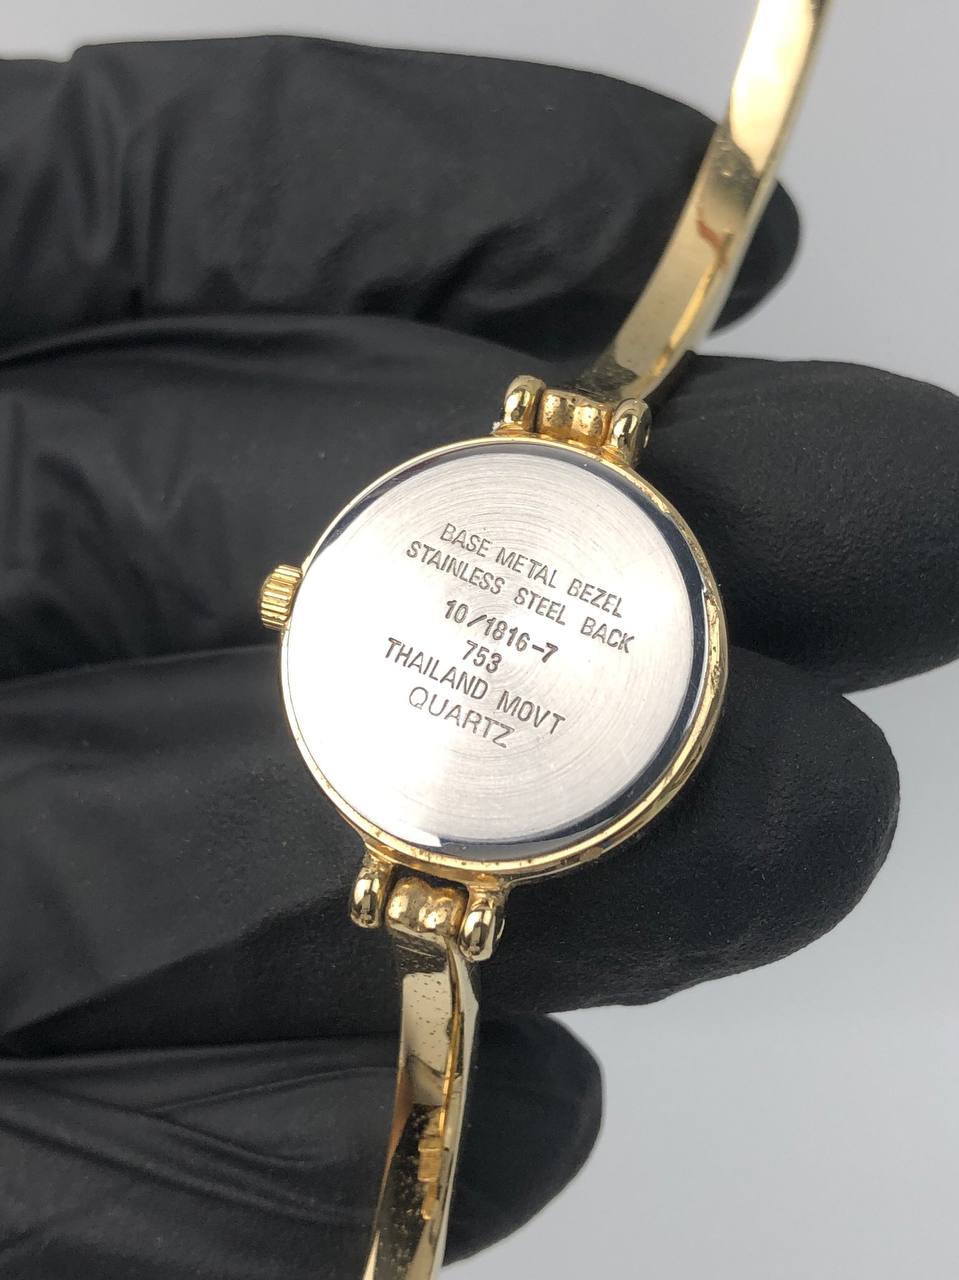 BASE METAL BEZEL
STAINLESS STEEL BACK
10/1816-7
753
THAILAND MOVT
QUARTZ